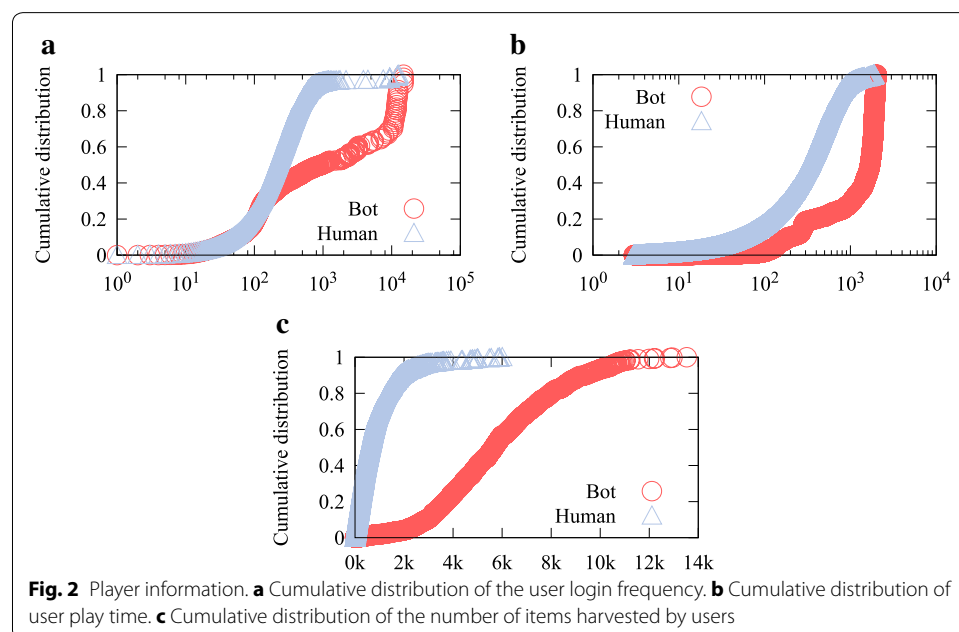 a
b
Cumulative distribution
1
0.8
0.6
0.4
0.2
0
Bot
Human
10^0 10^1 10^2 10^3 10^4 10^5
Cumulative distribution
1
0.8
0.6
0.4
0.2
0
Bot
Human
10^0 10^1 10^2 10^3 10^4
c
Cumulative distribution
1
0.8
0.6
0.4
0.2
0
Bot
Human
0k 2k 4k 6k 8k 10k 12k 14k
Fig. 2 Player information. a Cumulative distribution of the user login frequency. b Cumulative distribution of
user play time. c Cumulative distribution of the number of items harvested by users